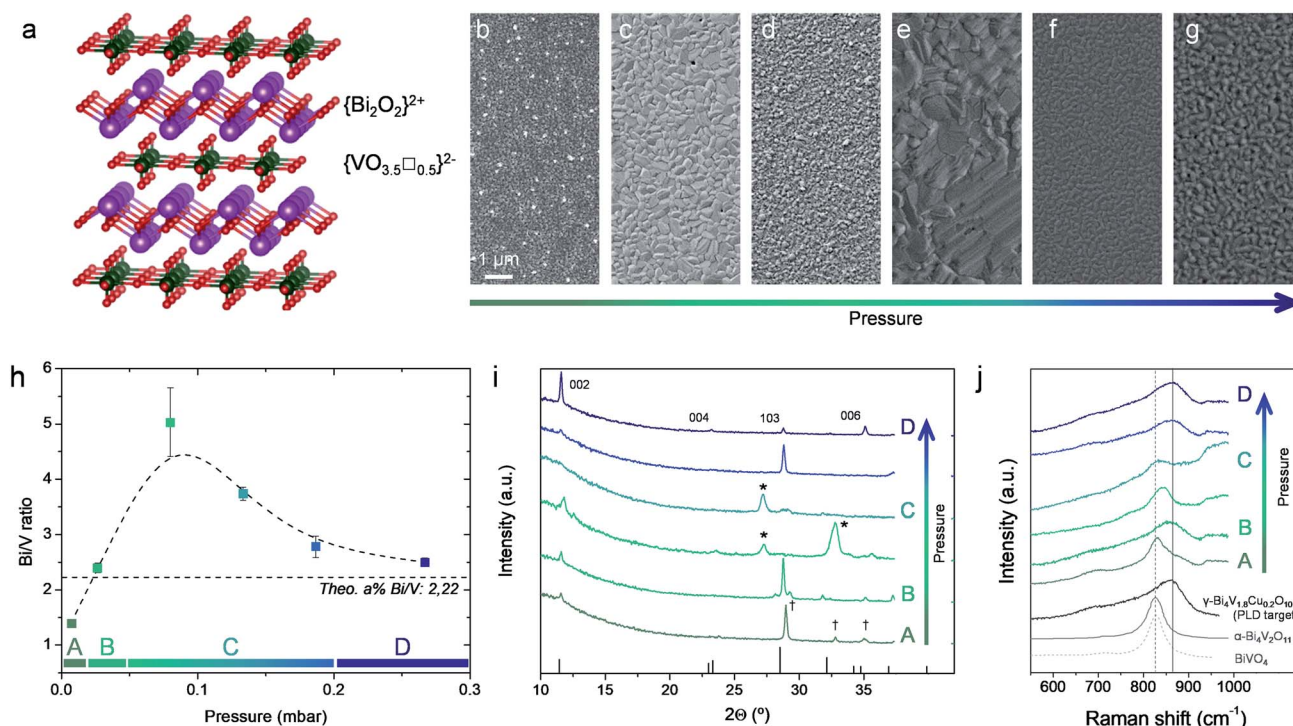 a
{Bi₂O₂}²⁺
{VO₃.₅□₀.₅}²⁻
b
c
d
e
f
g
1 µm
Pressure
h
Bi/V ratio
6
5
4
3
2
1
Theo. a% Bi/V: 2,22
A
B
C
D
0.0
0.1
0.2
0.3
Pressure (mbar)
i
Intensity (a.u.)
002
004
103
006
D
*
*
C
B
†
†
†
A
Pressure
10
15
20
25
30
35
2Θ (º)
j
Intensity (a.u.)
D
C
B
A
Pressure
γ-Bi₄V₁.₈Cu₀.₂O₁₀
(PLD target
α-Bi₄V₂O₁₁
BiVO₄
600
700
800
900
1000
Raman shift (cm⁻¹)